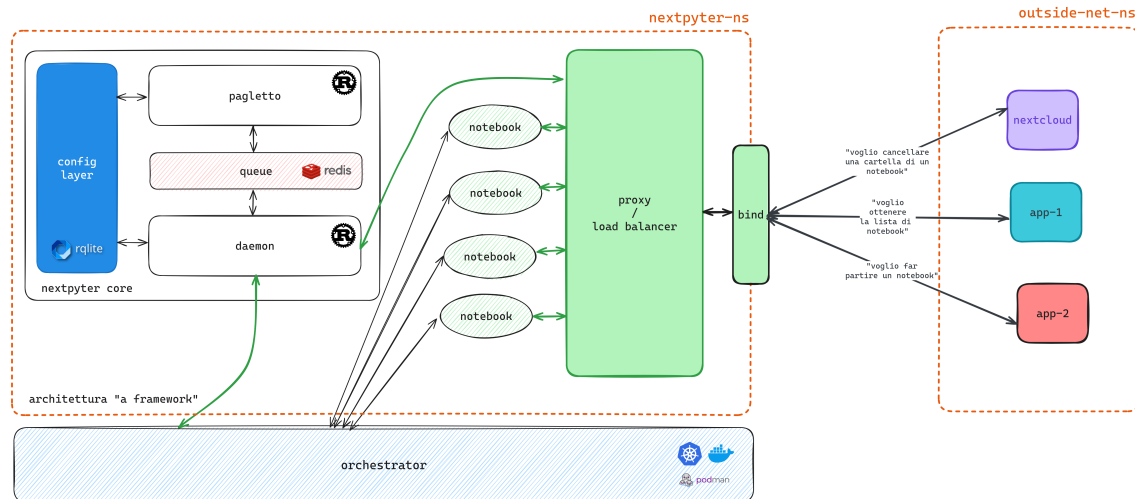 nextpyter-ns
outside-net-ns
config
layer
rqlite
pagletto
R
queue
redis
daemon
R
nextpyter core
notebook
notebook
notebook
notebook
proxy
/
load balancer
bind
"voglio cancellare
una cartella di un
notebook"
"voglio
ottenere
la lista di
notebook"
"voglio far
partire un notebook"
nextcloud
app-1
app-2
architettura "a framework"
orchestrator
podman